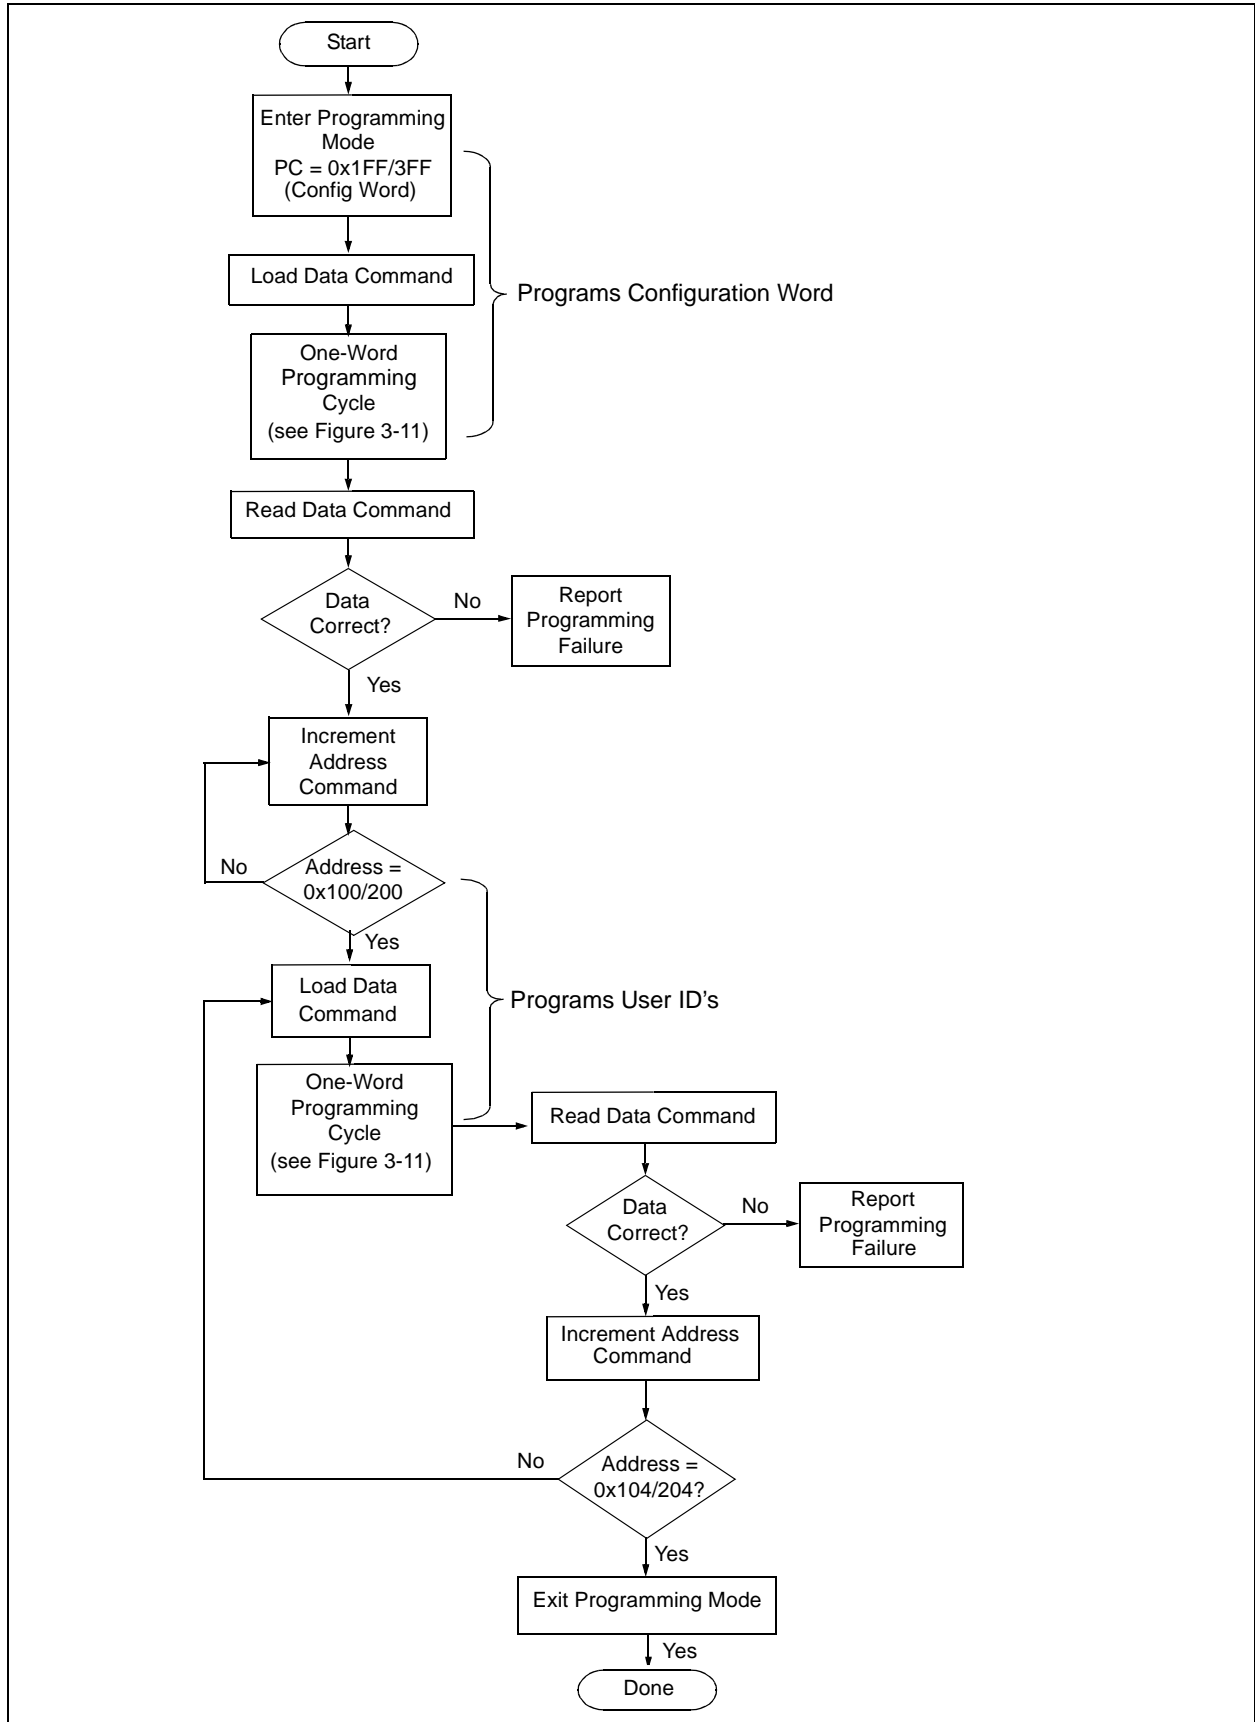 Start
Enter Programming
Mode
PC = 0x1FF/3FF
(Config Word)
Load Data Command
Programs Configuration Word
One-Word
Programming
Cycle
(see Figure 3-11)
Read Data Command
Data
Correct?
No
Report
Programming
Failure
Yes
Increment
Address
Command
No
Address =
0x100/200
Yes
Load Data
Command
Programs User ID's
One-Word
Programming
Cycle
(see Figure 3-11)
Read Data Command
Data
Correct?
No
Report
Programming
Failure
Yes
Increment Address
Command
No
Address =
0x104/204?
Yes
Exit Programming Mode
Yes
Done